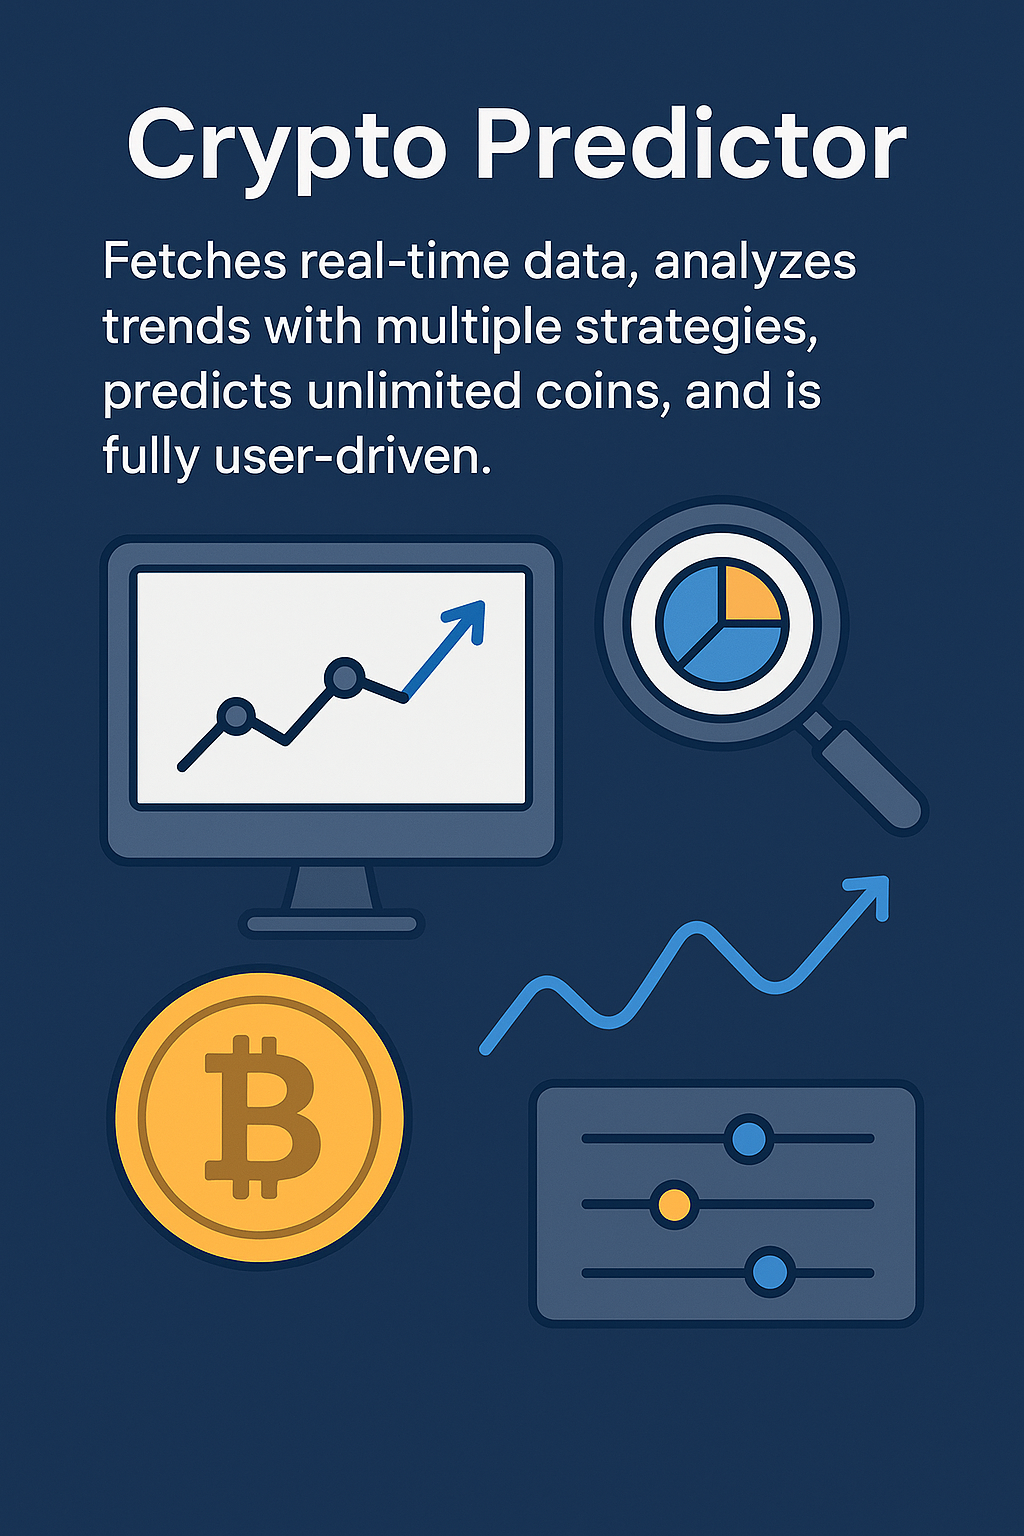 Crypto Predictor
Fetches real-time data, analyzes
trends with multiple strategies,
predicts unlimited coins, and is
fully user-driven.